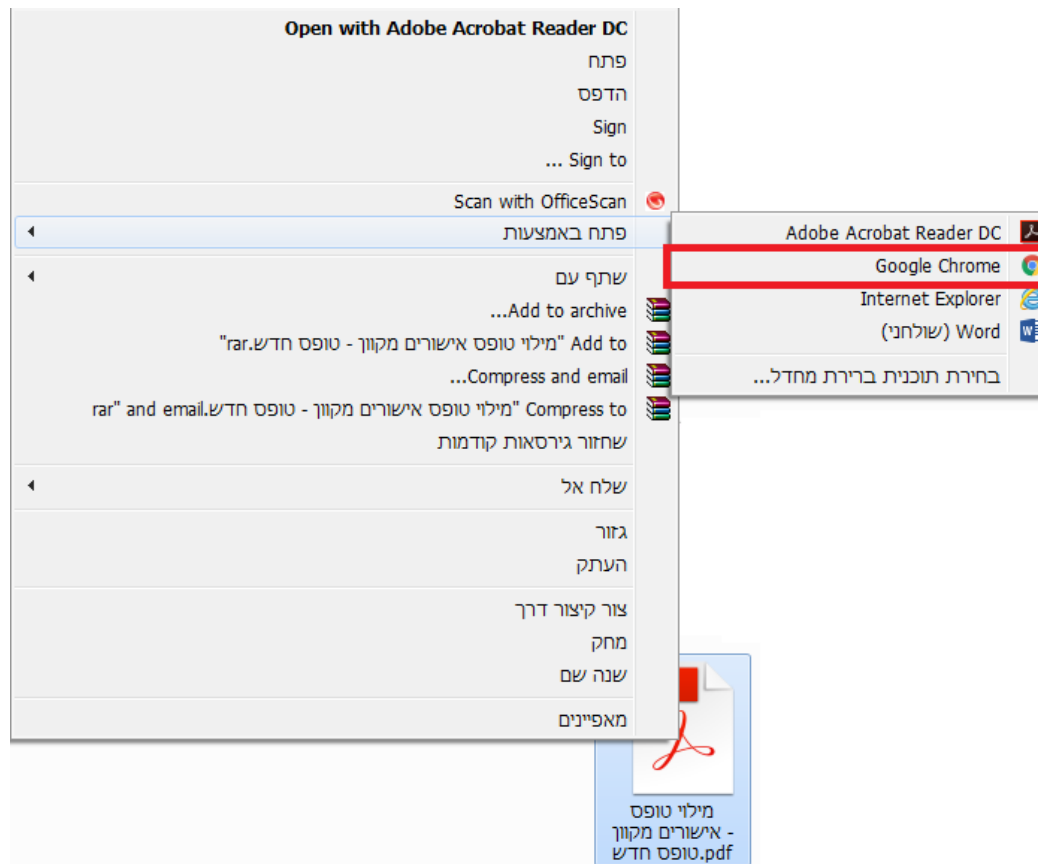 Open with Adobe Acrobat Reader DC
פתח
הדפס
Sign
Sign to ...
Scan with OfficeScan
פתח באמצעות
שתף עם
Add to archive...
Add to "מילוי טופס אישורים מקוון - טופס חדש.rar"
Compress and email...
Compress to "מילוי טופס אישורים מקוון - טופס חדש.rar" and email
שחזור גירסאות קודמות
שלח אל
גזור
העתק
צור קיצור דרך
מחק
שנה שם
מאפיינים
Adobe Acrobat Reader DC
Google Chrome
Internet Explorer
Word (שולחני)
בחירת תוכנית ברירת מחדל...
מילוי טופס
אישורים מקוון -
טופס חדש.pdf